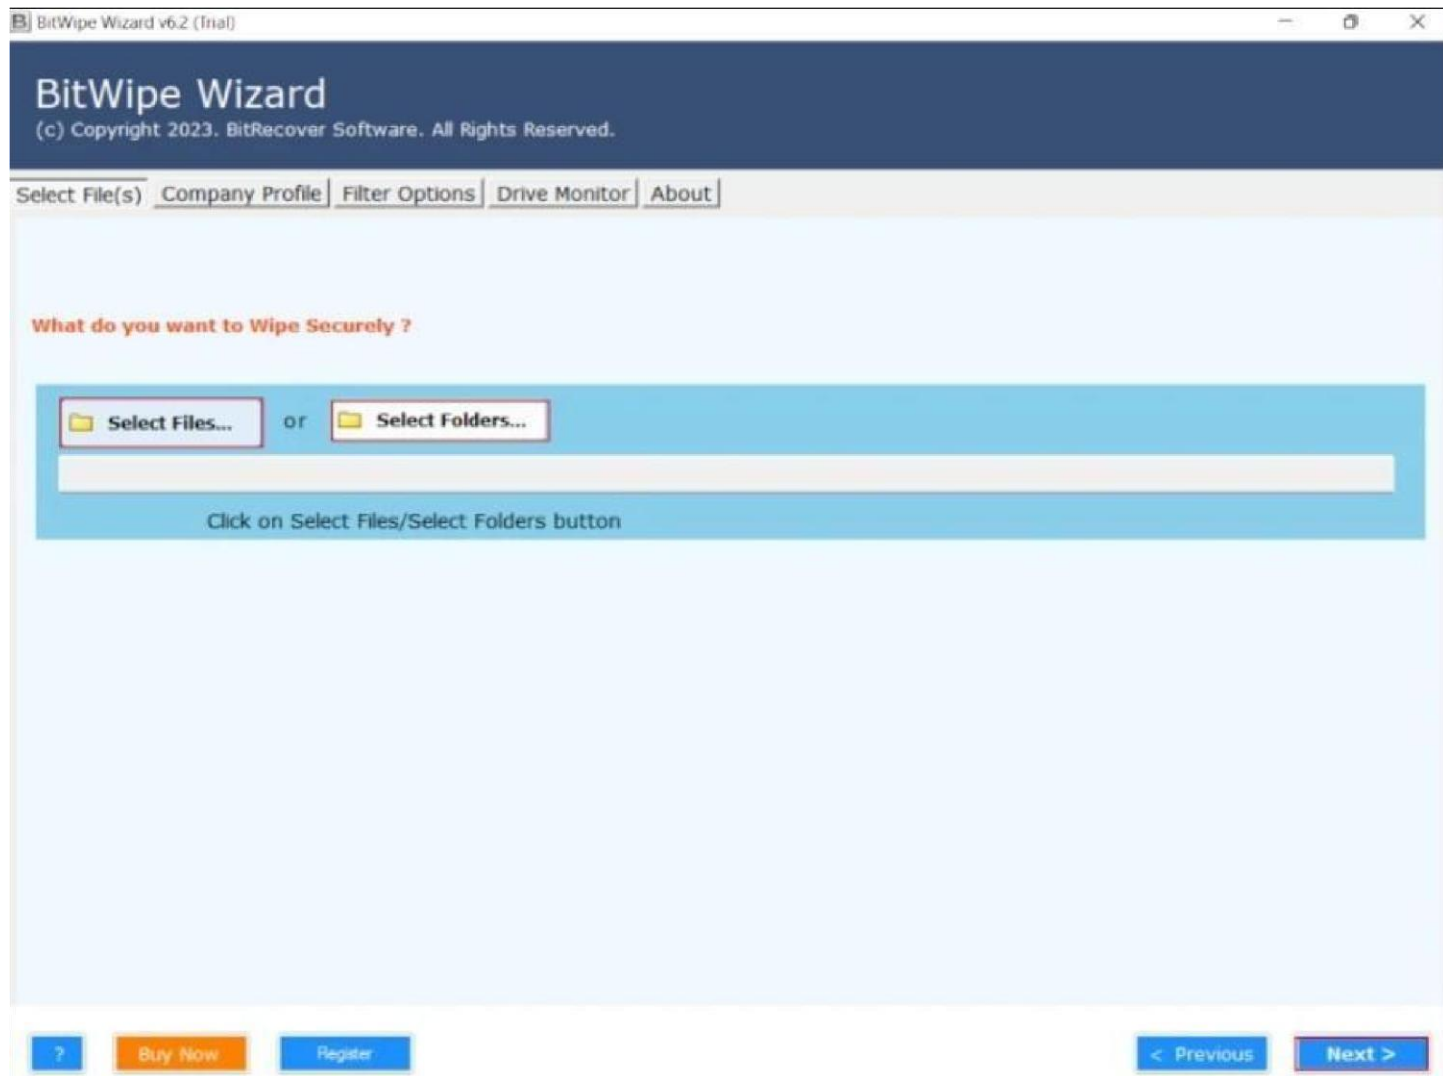 BitWipe Wizard v6.2 (Trial)
BitWipe Wizard
(c) Copyright 2023. BitRecover Software. All Rights Reserved.
Select File(s) Company Profile Filter Options Drive Monitor About
What do you want to Wipe Securely ?
Select Files... or Select Folders...
Click on Select Files/Select Folders button
? Buy Now Register < Previous Next >